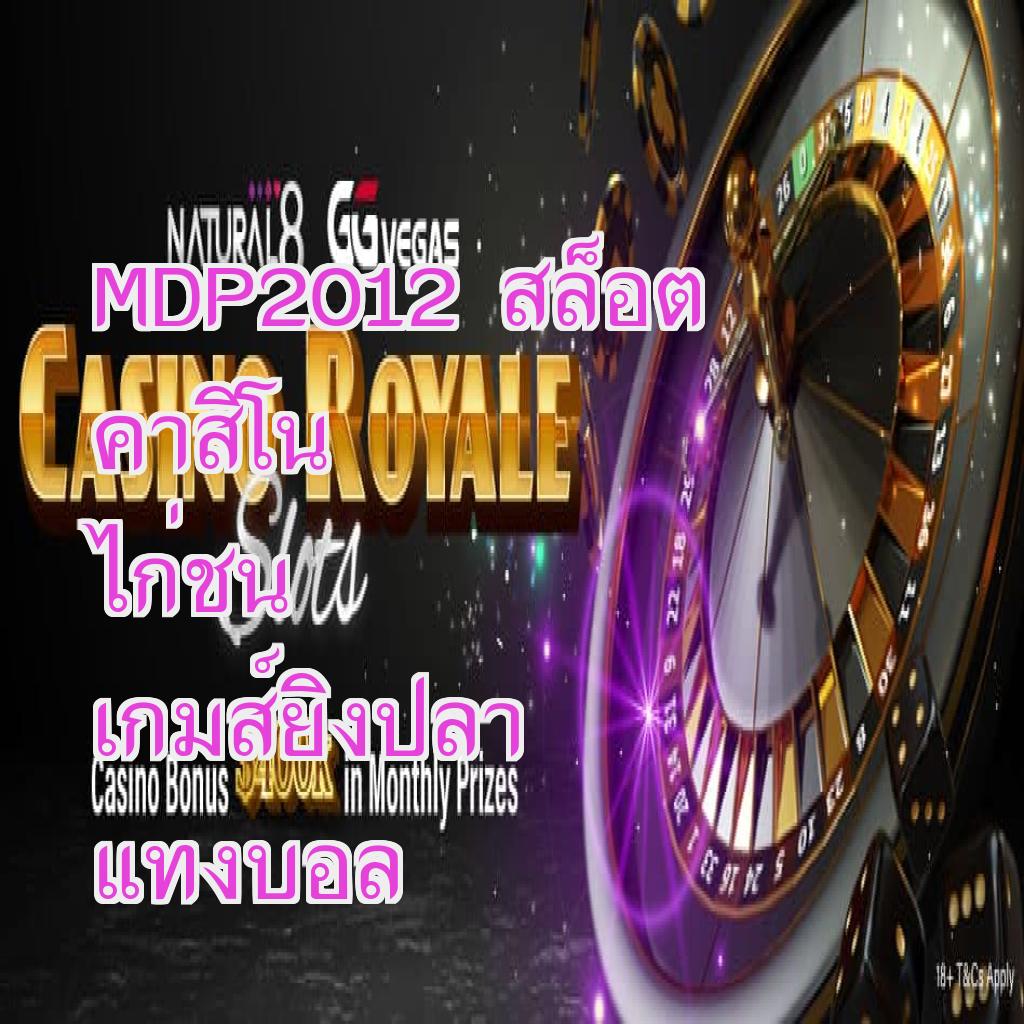 NATURAL8 GGVEGAS
MDP2012 สล็อต
CASINO ROYALE
คาสิโน
Slots
ไก่ชน
เกมส์ยิงปลา
Casino Bonus $400K in Monthly Prizes
แทงบอล
18+ T&Cs Apply